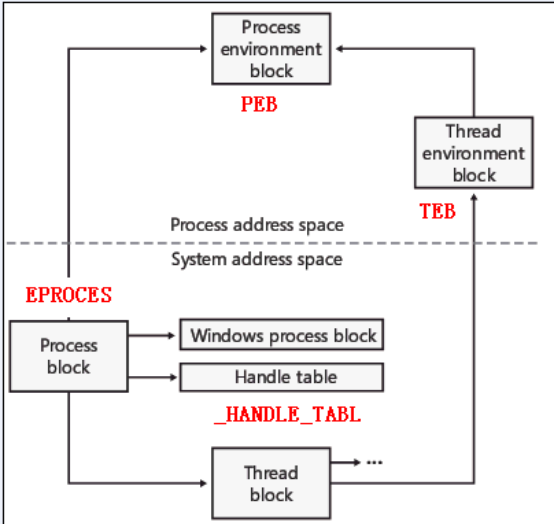 Process
environment
block
PEB
Thread
environment
block
TEB
Process address space
System address space
EPROCES
Process
block
Windows process block
Handle table
_HANDLE_TABL
Thread
block
...